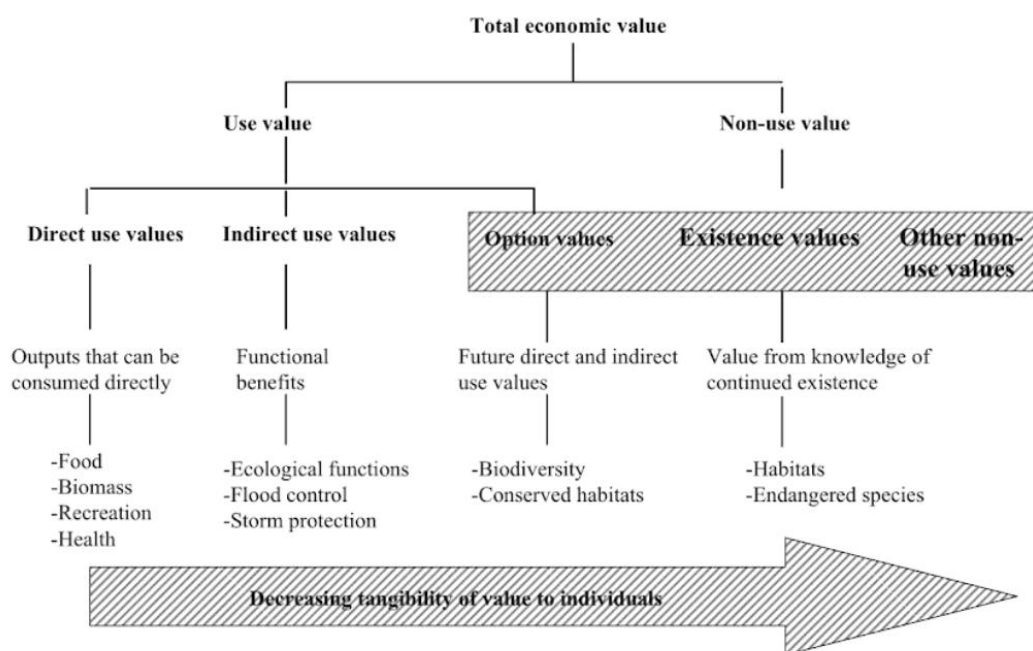 Total economic value
Use value
Non-use value
Direct use values
Indirect use values
Option values
Existence values
Other non-
use values
Outputs that can be
consumed directly
Functional
benefits
Future direct and indirect
use values
Value from knowledge of
continued existence
-Food
-Biomass
-Recreation
-Health
-Ecological functions
-Flood control
-Storm protection
-Biodiversity
-Conserved habitats
-Habitats
-Endangered species
Decreasing tangibility of value to individuals